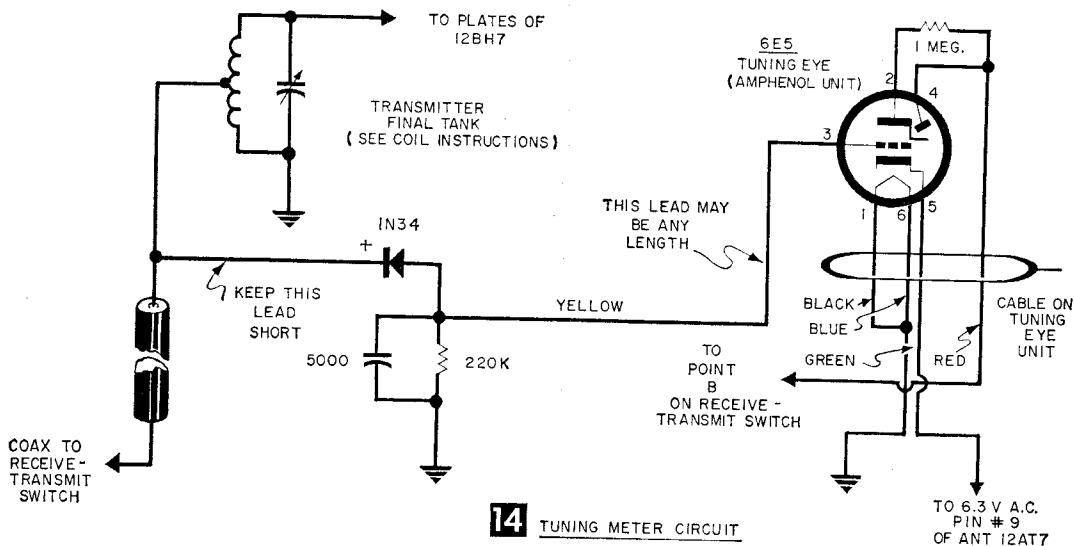 TO PLATES OF
12BH7
TRANSMITTER
FINAL TANK
(SEE COIL INSTRUCTIONS)
6E5
TUNING EYE
(AMPHENOL UNIT)
1 MEG.
2
4
3
1
6
5
THIS LEAD MAY
BE ANY
LENGTH
1N34
+
KEEP THIS
LEAD
SHORT
YELLOW
5000
220K
BLACK
BLUE
GREEN
RED
CABLE ON
TUNING
EYE
UNIT
TO
POINT
B
ON RECEIVE-
TRANSMIT SWITCH
COAX TO
RECEIVE-
TRANSMIT
SWITCH
TO 6.3 V A.C.
PIN # 9
OF ANT 12AT7
14 TUNING METER CIRCUIT